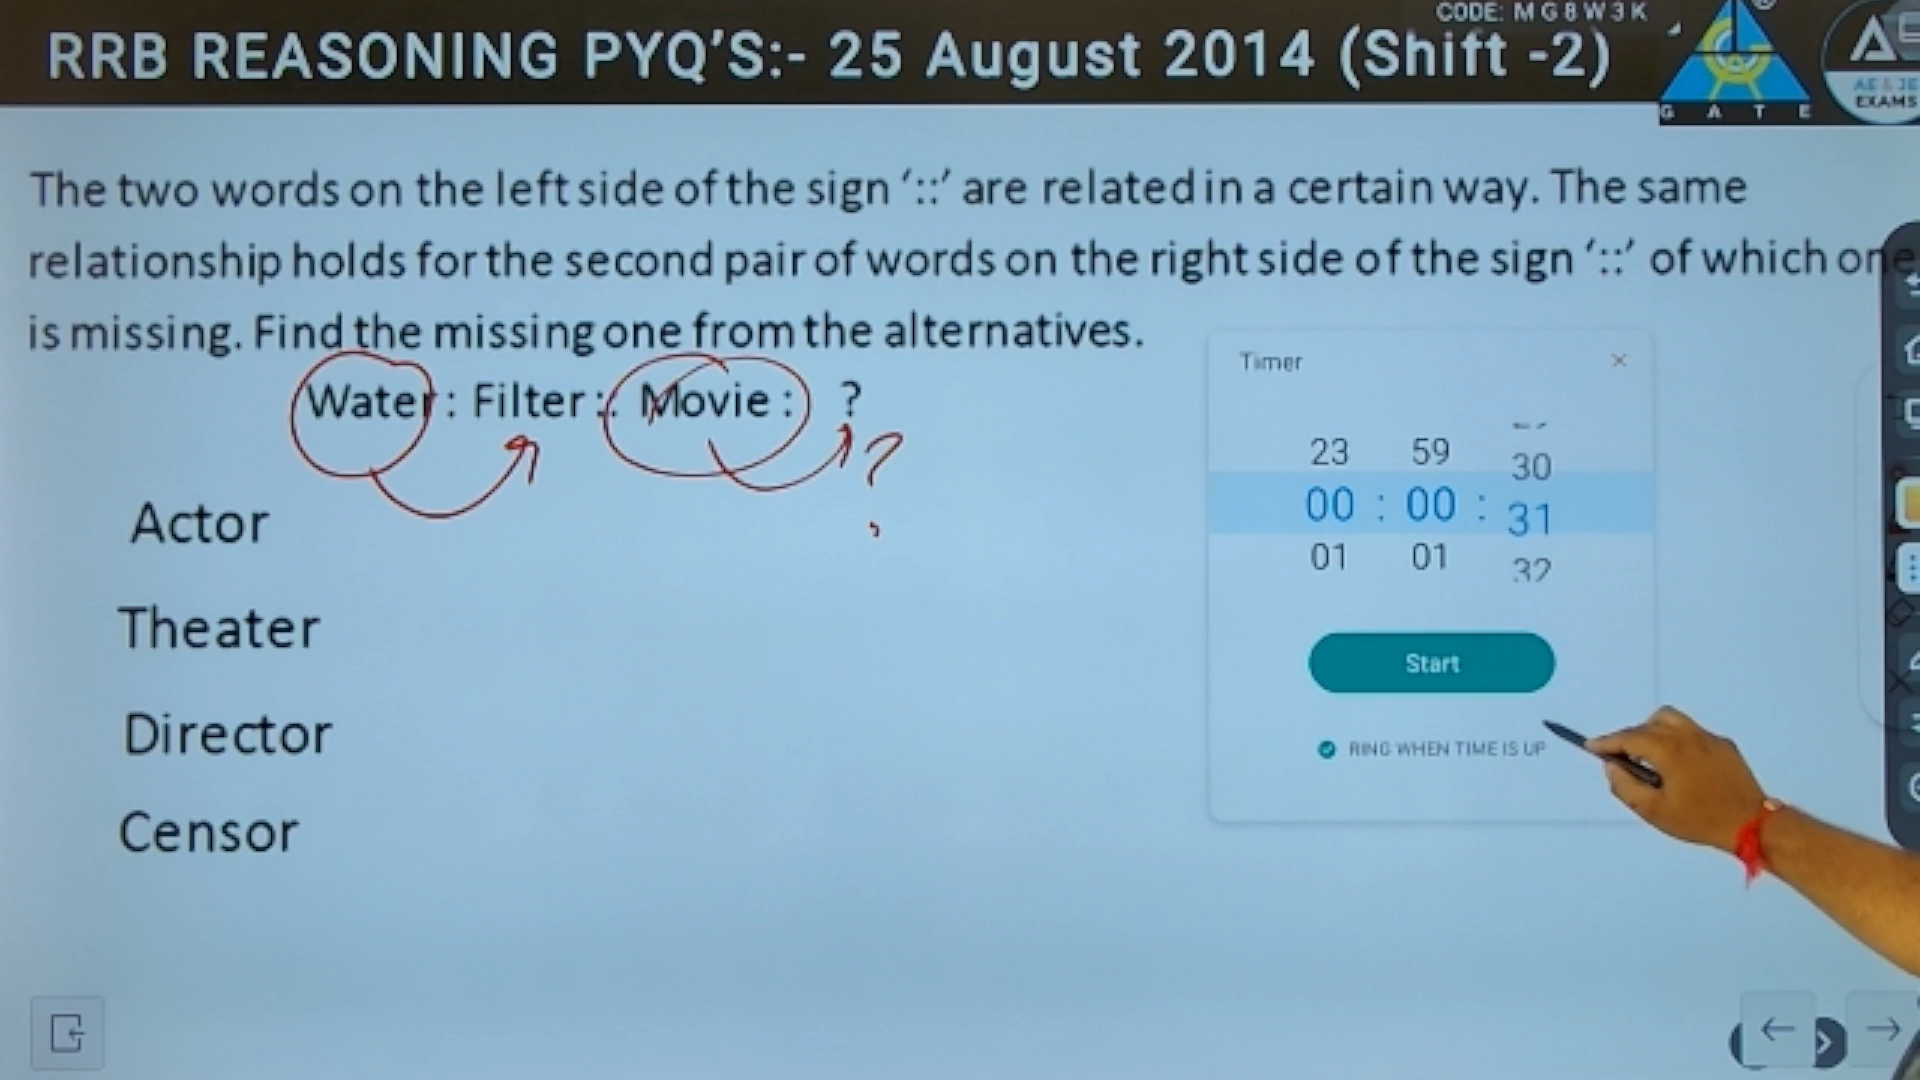 CODE: MG8W3K
RRB REASONING PYQ'S:- 25 August 2014 (Shift -2)
GATE
AE & JE
EXAMS
The two words on the left side of the sign '::' are related in a certain way. The same
relationship holds for the second pair of words on the right side of the sign '::' of which one
is missing. Find the missing one from the alternatives.
Water : Filter :: Movie : ?
?
Actor
Theater
Director
Censor
Timer
23 59 30
00 : 00 : 31
01 01 32
Start
RING WHEN TIME IS UP